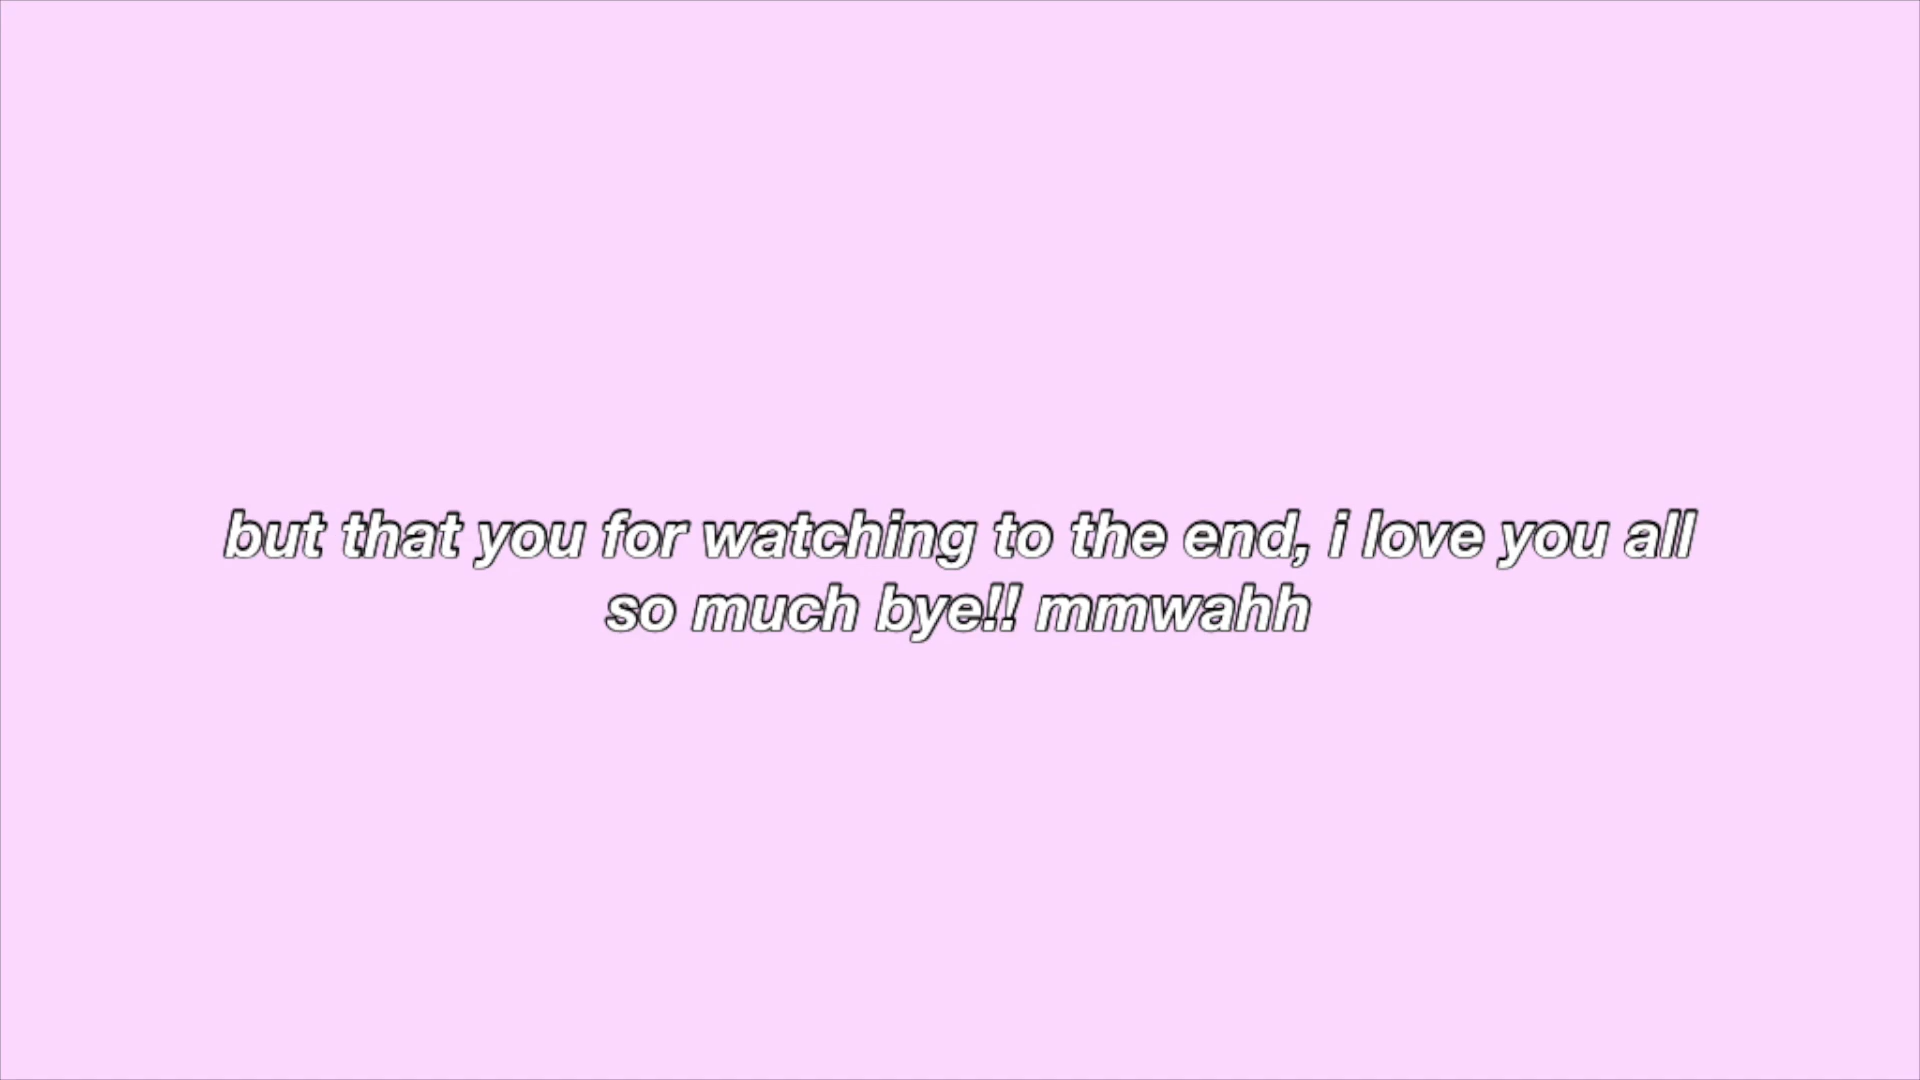 but that you for watching to the end, i love you all
so much bye!! mmwahh